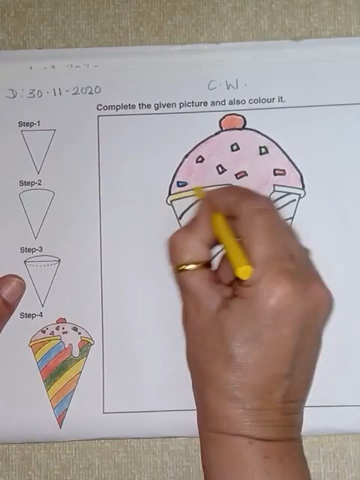 D: 30-11-2020
C.W.
Complete the given picture and also colour it.
Step-1
Step-2
Step-3
Step-4